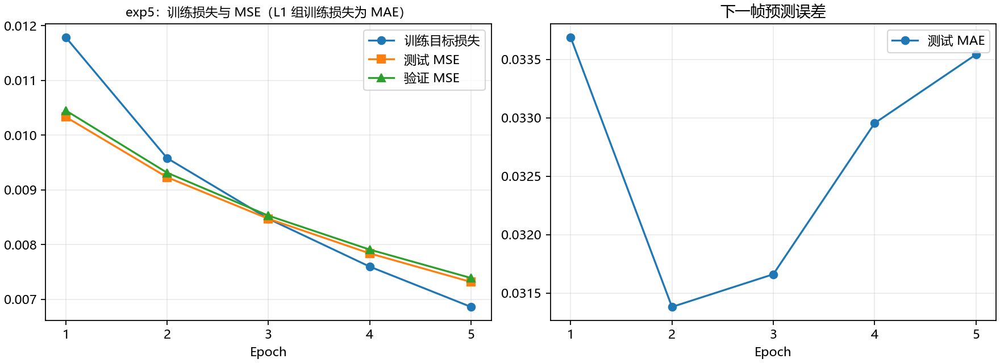 exp5：训练损失与 MSE（L1 组训练损失为 MAE）
0.012
0.011
0.010
0.009
0.008
0.007
训练目标损失
测试 MSE
验证 MSE
1 2 3 4 5
Epoch
下一帧预测误差
0.0335
0.0330
0.0325
0.0320
0.0315
测试 MAE
1 2 3 4 5
Epoch